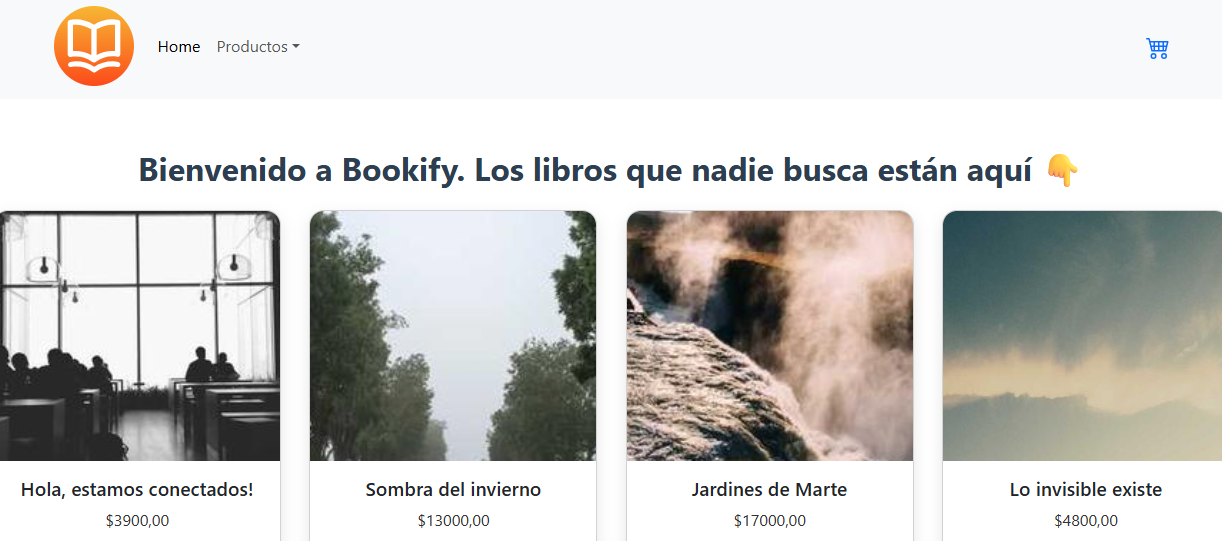 Home Productos
Bienvenido a Bookify. Los libros que nadie busca están aquí 👇
Hola, estamos conectados!
$3900,00
Sombra del invierno
$13000,00
Jardines de Marte
$17000,00
Lo invisible existe
$4800,00